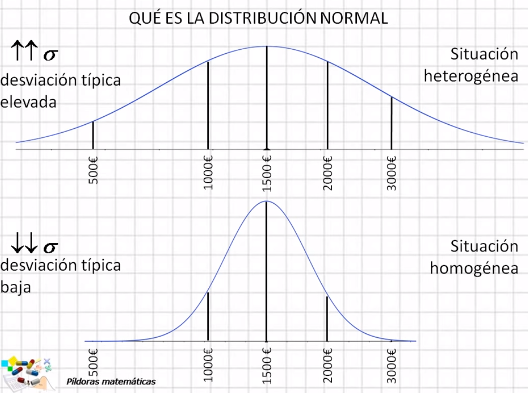 QUÉ ES LA DISTRIBUCIÓN NORMAL
↑↑ σ
desviación típica
elevada
Situación
heterogénea
500€
1000€
1500 €
2000€
3000€
↓↓ σ
desviación típica
baja
Situación
homogénea
500€
1000€
1500 €
2000€
3000€
Píldoras matemáticas